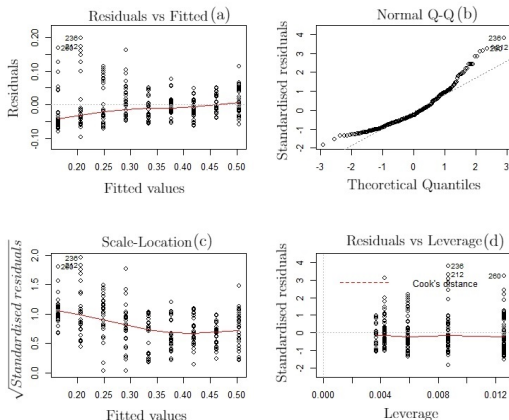 Residuals vs Fitted (a)
Residuals
-0.10 0.00 0.10 0.20
236
212
0.20 0.25 0.30 0.35 0.40 0.45 0.50
Fitted values
Normal Q-Q (b)
Standardised residuals
-2 -1 0 1 2 3 4
236
-3 -2 -1 0 1 2 3
Theoretical Quantiles
Scale-Location (c)
√Standardised residuals
0.0 0.5 1.0 1.5 2.0
236
212
0.20 0.25 0.30 0.35 0.40 0.45 0.50
Fitted values
Residuals vs Leverage (d)
Standardised residuals
-2 -1 0 1 2 3 4
236
212
260
Cook's distance
0.000 0.004 0.008 0.012
Leverage